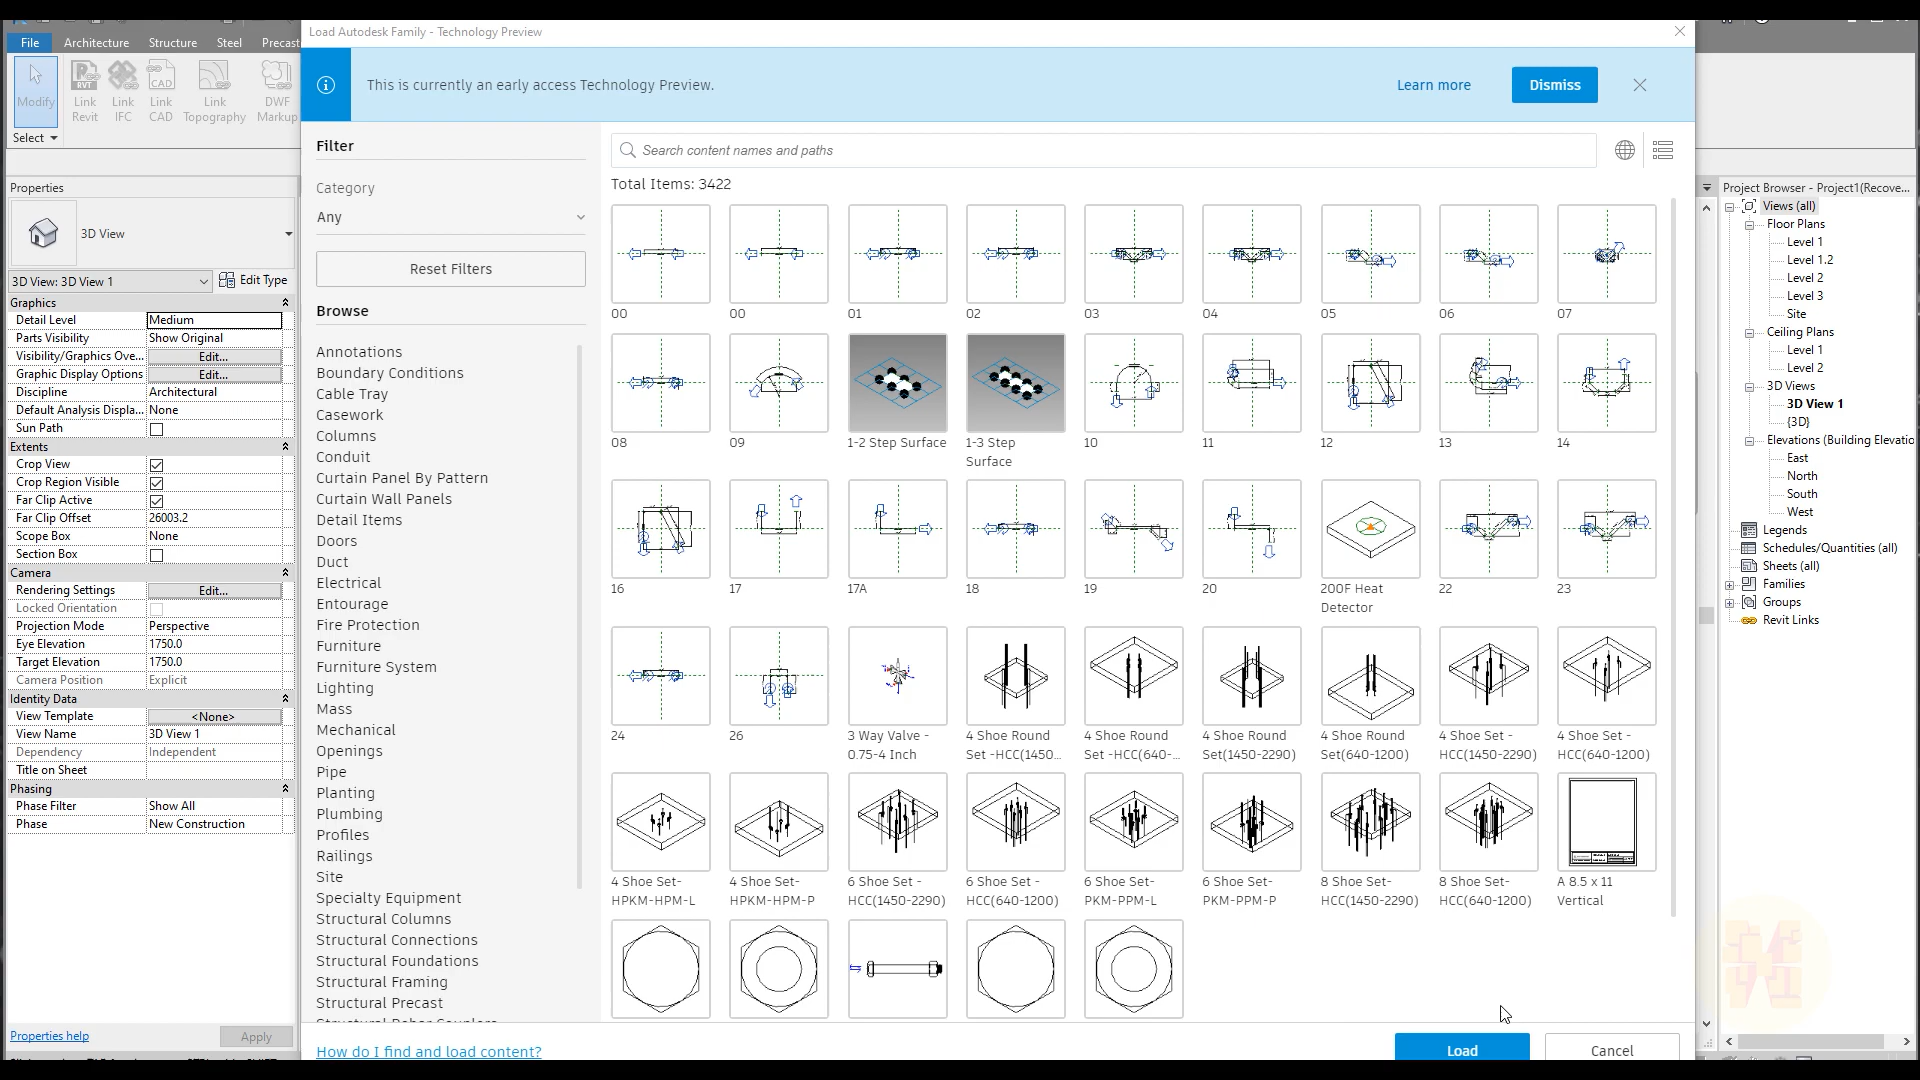 Load Autodesk Family - Technology Preview
File
Architecture
Structure
Steel
Precast
Modify
Link Revit
Link IFC
Link CAD
Link Topography
DWF Markup
Select
This is currently an early access Technology Preview.
Learn more
Dismiss
Properties
3D View
3D View: 3D View 1
Edit Type
Graphics
Detail Level
Medium
Parts Visibility
Show Original
Visibility/Graphics Ove...
Edit...
Graphic Display Options
Edit...
Discipline
Architectural
Default Analysis Displa...
None
Sun Path
Extents
Crop View
Crop Region Visible
Far Clip Active
Far Clip Offset
26003.2
Scope Box
None
Section Box
Camera
Rendering Settings
Edit...
Locked Orientation
Projection Mode
Perspective
Eye Elevation
1750.0
Target Elevation
1750.0
Camera Position
Explicit
Identity Data
View Template
<None>
View Name
3D View 1
Dependency
Independent
Title on Sheet
Phasing
Phase Filter
Show All
Phase
New Construction
Properties help
Apply
Filter
Category
Any
Reset Filters
Browse
Annotations
Boundary Conditions
Cable Tray
Casework
Columns
Conduit
Curtain Panel By Pattern
Curtain Wall Panels
Detail Items
Doors
Duct
Electrical
Entourage
Fire Protection
Furniture
Furniture System
Lighting
Mass
Mechanical
Openings
Pipe
Planting
Plumbing
Profiles
Railings
Site
Specialty Equipment
Structural Columns
Structural Connections
Structural Foundations
Structural Framing
Structural Precast
Structural Rebar Couplers
How do I find and load content?
Search content names and paths
Total Items: 3422
00
00
01
02
03
04
05
06
07
08
09
1-2 Step Surface
1-3 Step
Surface
10
11
12
13
14
16
17
17A
18
19
20
200F Heat
Detector
22
23
24
26
3 Way Valve -
0.75-4 Inch
4 Shoe Round
Set -HCC(1450...
4 Shoe Round
Set -HCC(640-...
4 Shoe Round
Set(1450-2290)
4 Shoe Round
Set(640-1200)
4 Shoe Set -
HCC(1450-2290)
4 Shoe Set -
HCC(640-1200)
4 Shoe Set-
HPKM-HPM-L
4 Shoe Set-
HPKM-HPM-P
6 Shoe Set -
HCC(1450-2290)
6 Shoe Set -
HCC(640-1200)
6 Shoe Set-
PKM-PPM-L
6 Shoe Set-
PKM-PPM-P
8 Shoe Set-
HCC(1450-2290)
8 Shoe Set-
HCC(640-1200)
A 8.5 x 11
Vertical
Load
Cancel
Project Browser - Project1(Recove...
Views (all)
Floor Plans
Level 1
Level 1.2
Level 2
Level 3
Site
Ceiling Plans
Level 1
Level 2
3D Views
3D View 1
{3D}
Elevations (Building Elevatio
East
North
South
West
Legends
Schedules/Quantities (all)
Sheets (all)
Families
Groups
Revit Links